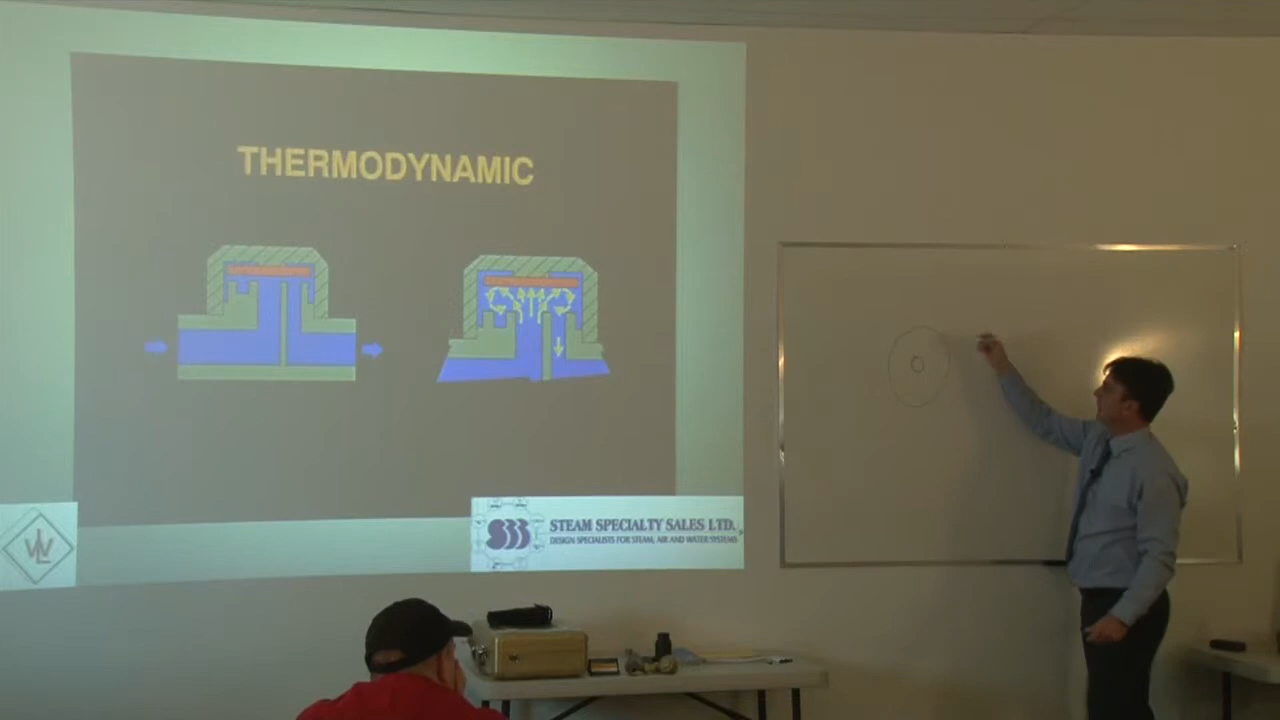 THERMODYNAMIC
STEAM SPECIALTY SALES LTD.
DESIGN SPECIALISTS FOR STEAM, AIR AND WATER SYSTEMS